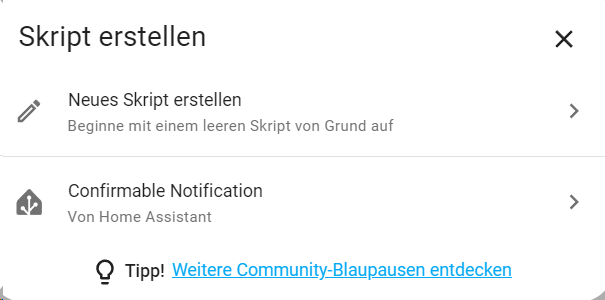 Skript erstellen
Neues Skript erstellen
Beginne mit einem leeren Skript von Grund auf
Confirmable Notification
Von Home Assistant
Tipp! Weitere Community-Blaupausen entdecken